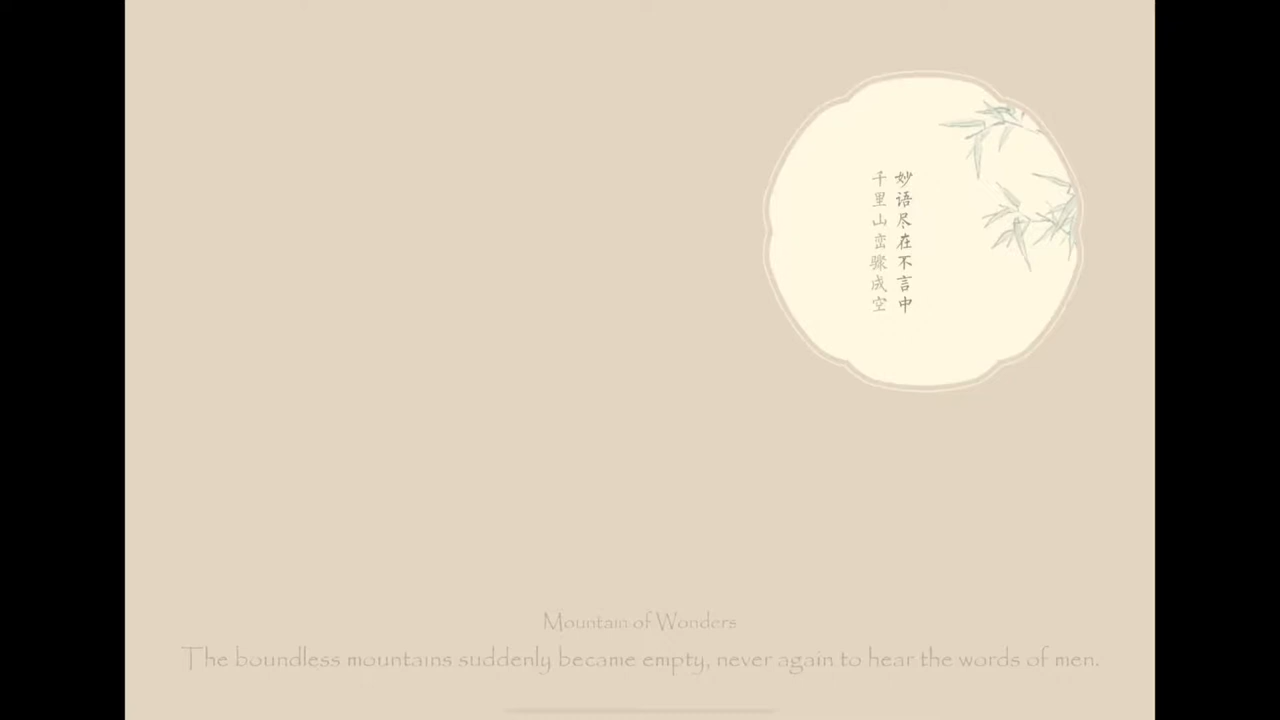 妙语尽在不言中
千里山峦骤成空
Mountain of Wonders
The boundless mountains suddenly became empty, never again to hear the words of men.